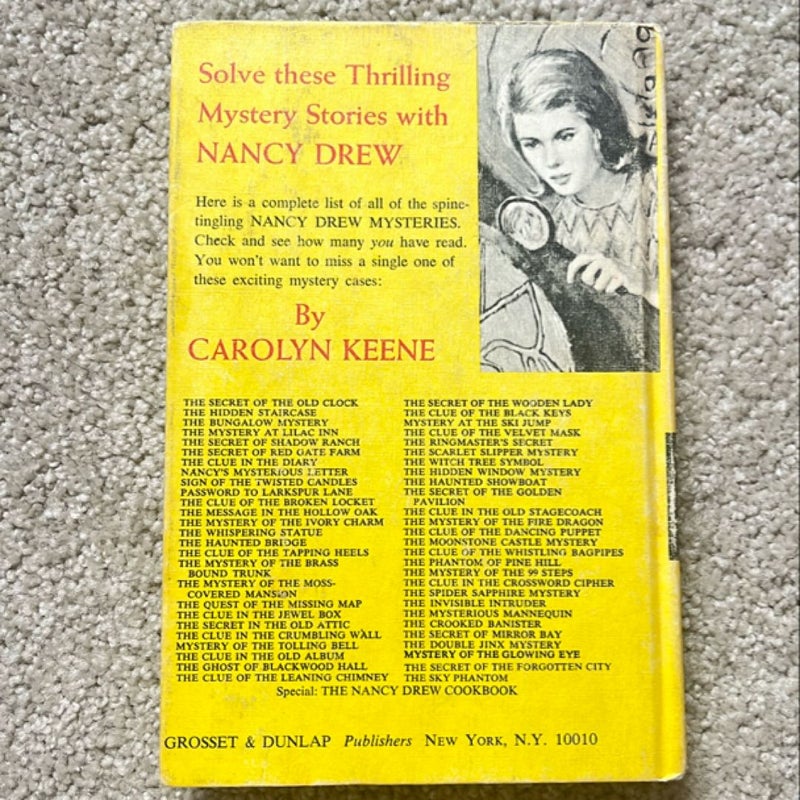 Solve these Thrilling
Mystery Stories with
NANCY DREW
Here is a complete list of all of the spine-
tingling NANCY DREW MYSTERIES.
Check and see how many you have read.
You won't want to miss a single one of
these exciting mystery cases:
By
CAROLYN KEENE
THE SECRET OF THE OLD CLOCK
THE HIDDEN STAIRCASE
THE BUNGALOW MYSTERY
THE MYSTERY AT LILAC INN
THE SECRET OF SHADOW RANCH
THE SECRET OF RED GATE FARM
THE CLUE IN THE DIARY
NANCY'S MYSTERIOUS LETTER
SIGN OF THE TWISTED CANDLES
PASSWORD TO LARKSPUR LANE
THE CLUE OF THE BROKEN LOCKET
THE MESSAGE IN THE HOLLOW OAK
THE MYSTERY OF THE IVORY CHARM
THE WHISPERING STATUE
THE HAUNTED BRIDGE
THE CLUE OF THE TAPPING HEELS
THE MYSTERY OF THE BRASS
BOUND TRUNK
THE MYSTERY OF THE MOSS-
COVERED MANSION
THE QUEST OF THE MISSING MAP
THE CLUE IN THE JEWEL BOX
THE SECRET IN THE OLD ATTIC
THE CLUE IN THE CRUMBLING WALL
MYSTERY OF THE TOLLING BELL
THE CLUE IN THE OLD ALBUM
THE GHOST OF BLACKWOOD HALL
THE CLUE OF THE LEANING CHIMNEY
THE SECRET OF THE WOODEN LADY
THE CLUE OF THE BLACK KEYS
MYSTERY AT THE SKI JUMP
THE CLUE OF THE VELVET MASK
THE RINGMASTER'S SECRET
THE SCARLET SLIPPER MYSTERY
THE WITCH TREE SYMBOL
THE HIDDEN WINDOW MYSTERY
THE HAUNTED SHOWBOAT
THE SECRET OF THE GOLDEN
PAVILION
THE CLUE IN THE OLD STAGECOACH
THE MYSTERY OF THE FIRE DRAGON
THE CLUE OF THE DANCING PUPPET
THE MOONSTONE CASTLE MYSTERY
THE CLUE OF THE WHISTLING BAGPIPES
THE PHANTOM OF PINE HILL
THE MYSTERY OF THE 99 STEPS
THE CLUE IN THE CROSSWORD CIPHER
THE SPIDER SAPPHIRE MYSTERY
THE INVISIBLE INTRUDER
THE MYSTERIOUS MANNEQUIN
THE CROOKED BANISTER
THE SECRET OF MIRROR BAY
THE DOUBLE JINX MYSTERY
MYSTERY OF THE GLOWING EYE
THE SECRET OF THE FORGOTTEN CITY
THE SKY PHANTOM
Special: THE NANCY DREW COOKBOOK
GROSSET & DUNLAP Publishers NEW YORK, N.Y. 10010